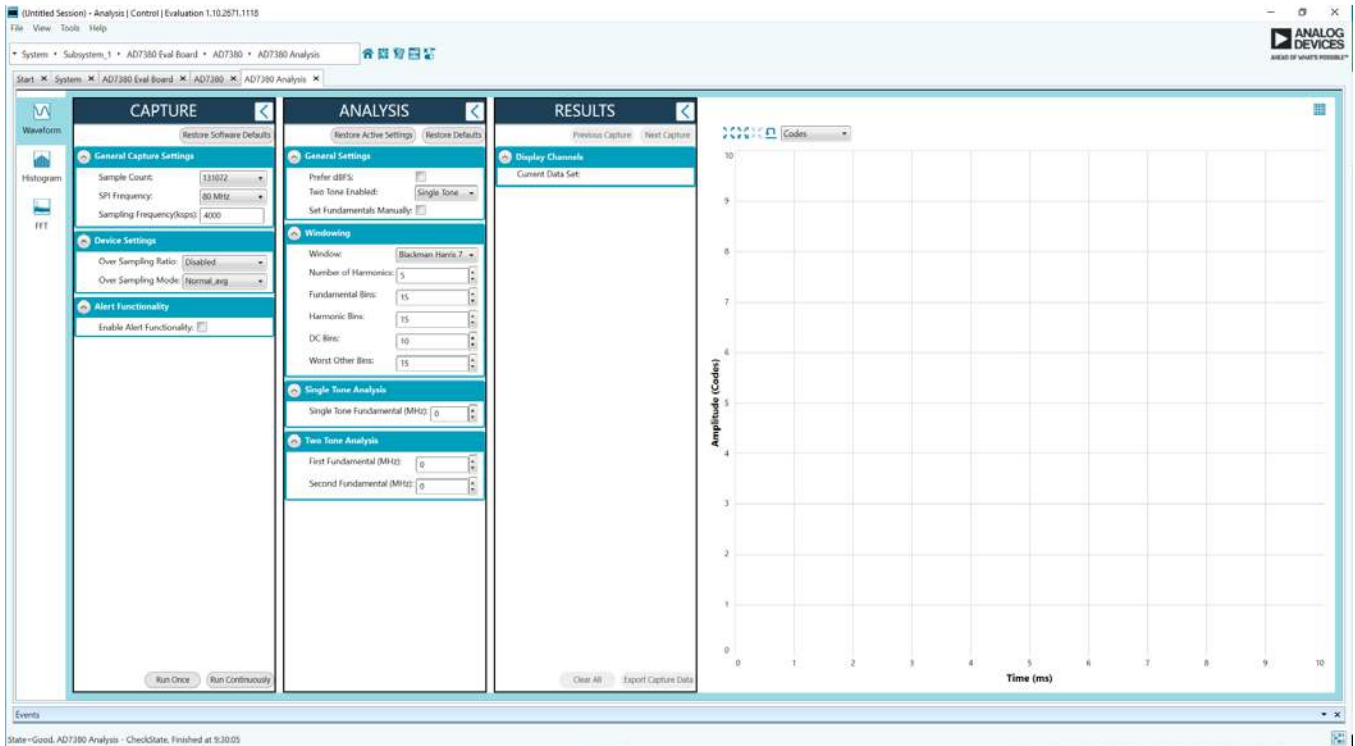 (Untitled Session) - Analysis | Control | Evaluation 1.10.2671.1118
File View Tools Help
System • Subsystem_1 • AD7380 Eval Board • AD7380 • AD7380 Analysis
ANALOG
DEVICES
AHEAD OF WHAT'S POSSIBLE™
Start System AD7380 Eval Board AD7380 AD7380 Analysis
Waveform
Histogram
FFT
CAPTURE
Restore Software Defaults
General Capture Settings
Sample Count: 131072
SPI Frequency: 80 MHz
Sampling Frequency(ksps): 4000
Device Settings
Over Sampling Ratio: Disabled
Over Sampling Mode: Normal_avg
Alert Functionality
Enable Alert Functionality:
Run Once Run Continuously
ANALYSIS
Restore Active Settings Restore Defaults
General Settings
Prefer dBFS:
Two Tone Enabled: Single Tone ...
Set Fundamentals Manually:
Windowing
Window: Blackman Harris 7
Number of Harmonics: 5
Fundamental Bins: 15
Harmonic Bins: 15
DC Bins: 10
Worst Other Bins: 15
Single Tone Analysis
Single Tone Fundamental (MHz): 0
Two Tone Analysis
First Fundamental (MHz): 0
Second Fundamental (MHz): 0
RESULTS
Previous Capture Next Capture
Display Channels
Current Data Set:
Clear All Export Capture Data
Codes
10
9
8
7
6
5
4
3
2
1
0
Amplitude (Codes)
0 1 2 3 4 5 6 7 8 9 10
Time (ms)
Events
State=Good, AD7380 Analysis - CheckState, Finished at 9:30:05